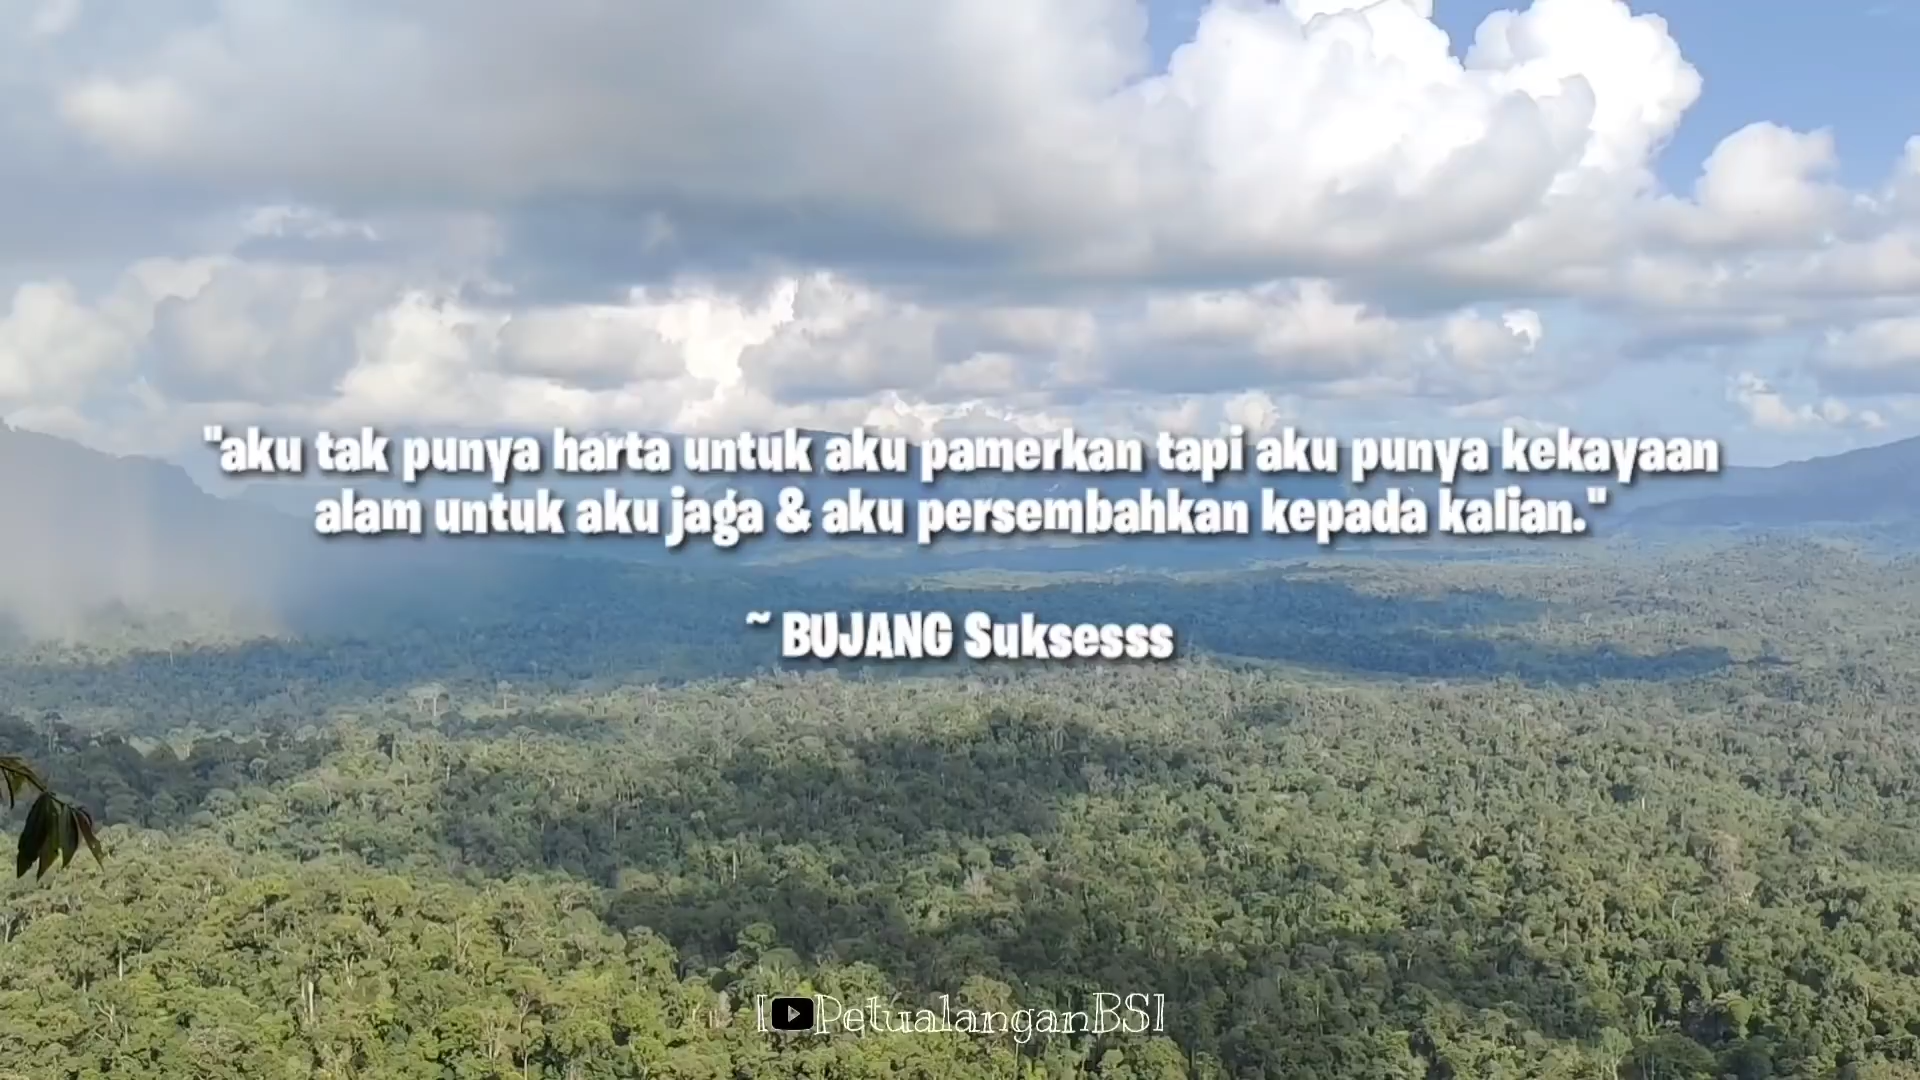 "aku tak punya harta untuk aku pamerkan tapi aku punya kekayaan
alam untuk aku jaga & aku persembahkan kepada kalian."
~ BUJANG Suksesss
[PetualanganBS]